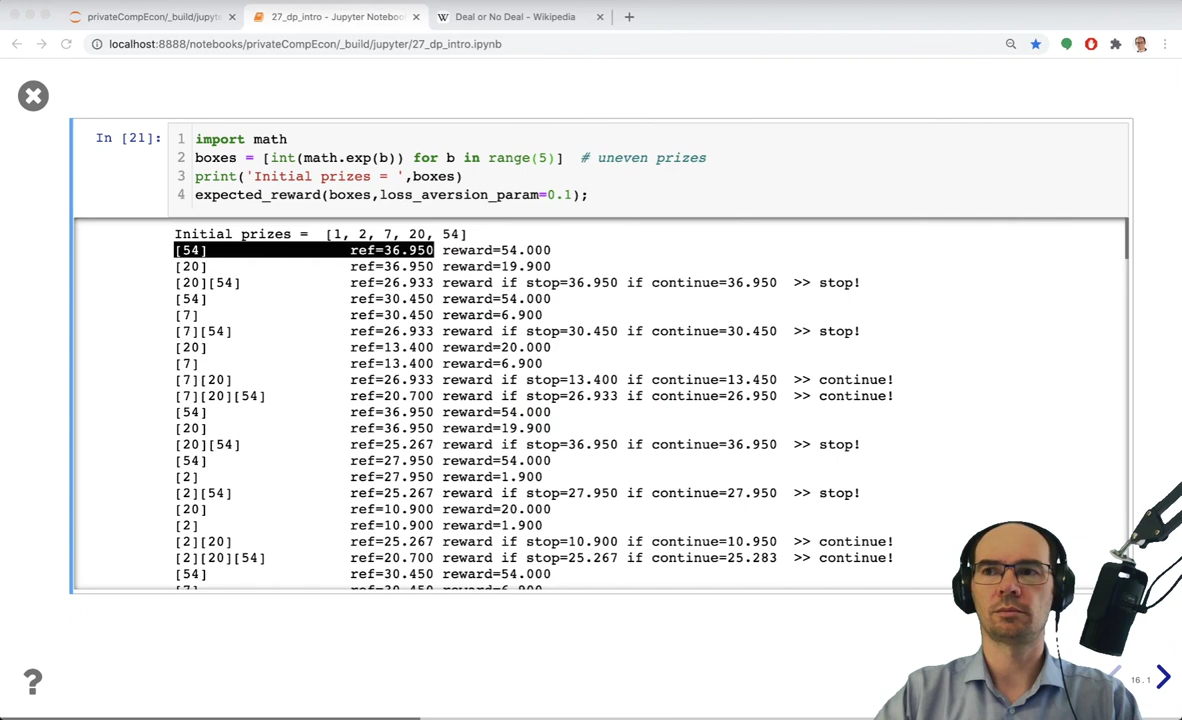 privateCompEcon/_build/jupyte
27_dp_intro - Jupyter Noteboo
W Deal or No Deal - Wikipedia
localhost:8888/notebooks/privateCompEcon/_build/jupyter/27_dp_intro.ipynb
In [21]:
1 import math
2 boxes = [int(math.exp(b)) for b in range(5)]  # uneven prizes
3 print('Initial prizes = ',boxes)
4 expected_reward(boxes,loss_aversion_param=0.1);
Initial prizes =  [1, 2, 7, 20, 54]
[54] ref=36.950 reward=54.000
[20] ref=36.950 reward=19.900
[20][54] ref=26.933 reward if stop=36.950 if continue=36.950 >> stop!
[54] ref=30.450 reward=54.000
[7] ref=30.450 reward=6.900
[7][54] ref=26.933 reward if stop=30.450 if continue=30.450 >> stop!
[20] ref=13.400 reward=20.000
[7] ref=13.400 reward=6.900
[7][20] ref=26.933 reward if stop=13.400 if continue=13.450 >> continue!
[7][20][54] ref=20.700 reward if stop=26.933 if continue=26.950 >> continue!
[54] ref=36.950 reward=54.000
[20] ref=36.950 reward=19.900
[20][54] ref=25.267 reward if stop=36.950 if continue=36.950 >> stop!
[54] ref=27.950 reward=54.000
[2] ref=27.950 reward=1.900
[2][54] ref=25.267 reward if stop=27.950 if continue=27.950 >> stop!
[20] ref=10.900 reward=20.000
[2] ref=10.900 reward=1.900
[2][20] ref=25.267 reward if stop=10.900 if continue=10.950 >> continue!
[2][20][54] ref=20.700 reward if stop=25.267 if continue=25.283 >> continue!
[54] ref=30.450 reward=54.000
[7] ref=30.450 reward=6.900
?
16.1